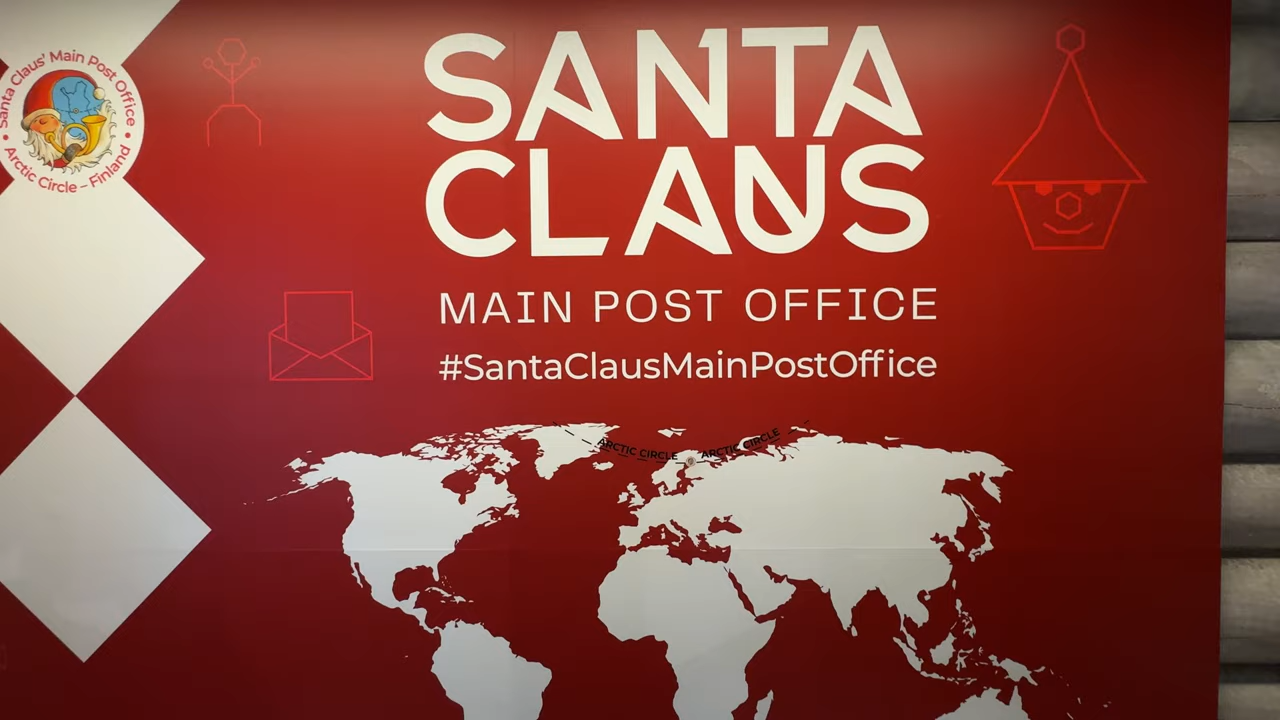 Santa Claus' Main Post Office
• Arctic Circle – Finland •
SANTA
CLAUS
MAIN POST OFFICE
#SantaClausMainPostOffice
ARCTIC CIRCLE ARCTIC CIRCLE